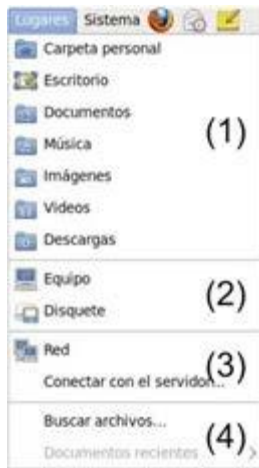 Lugares Sistema
Carpeta personal
Escritorio
Documentos
(1)
Música
Imágenes
Videos
Descargas
Equipo
(2)
Disquete
Red
(3)
Conectar con el servidor...
Buscar archivos...
(4)
Documentos recientes